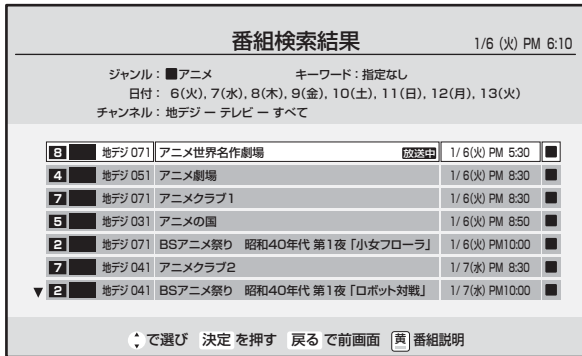 番組検索結果 1/6 (火) PM 6:10
ジャンル：■アニメ キーワード：指定なし
日付： 6(火), 7(水), 8(木), 9(金), 10(土), 11(日), 12(月), 13(火)
チャンネル：地デジ ー テレビ ー すべて
8 地デジ 071 アニメ世界名作劇場 放送中 1/ 6(火) PM 5:30
4 地デジ 051 アニメ劇場 1/ 6(火) PM 8:30
7 地デジ 071 アニメクラブ1 1/ 6(火) PM 8:30
5 地デジ 031 アニメの国 1/ 6(火) PM 8:50
2 地デジ 071 BSアニメ祭り 昭和40年代 第1夜「小女フローラ」 1/ 6(火) PM10:00
7 地デジ 041 アニメクラブ2 1/ 7(水) PM 8:30
▼ 2 地デジ 041 BSアニメ祭り 昭和40年代 第1夜「ロボット対戦」 1/ 7(水) PM10:00
で選び 決定 を押す 戻る で前画面 黄 番組説明